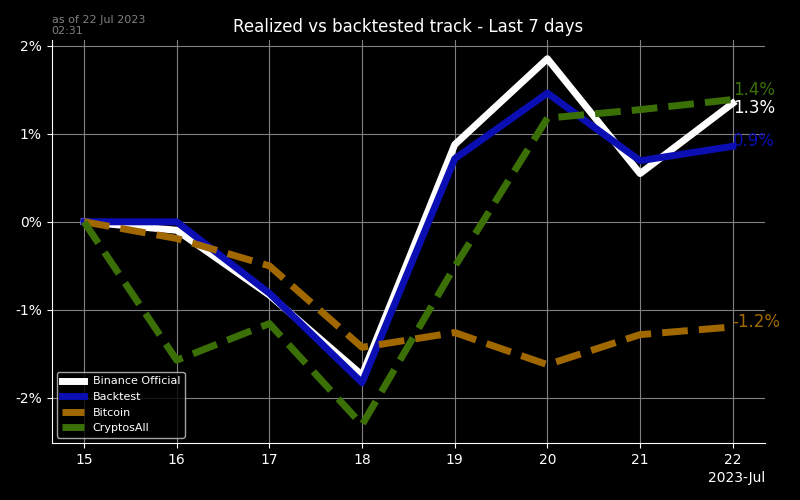 as of 22 Jul 2023
02:31
Realized vs backtested track - Last 7 days
2%
1%
0%
-1%
-2%
1.4%
1.3%
0.9%
-1.2%
Binance Official
Backtest
Bitcoin
CryptosAll
15 16 17 18 19 20 21 22
2023-Jul